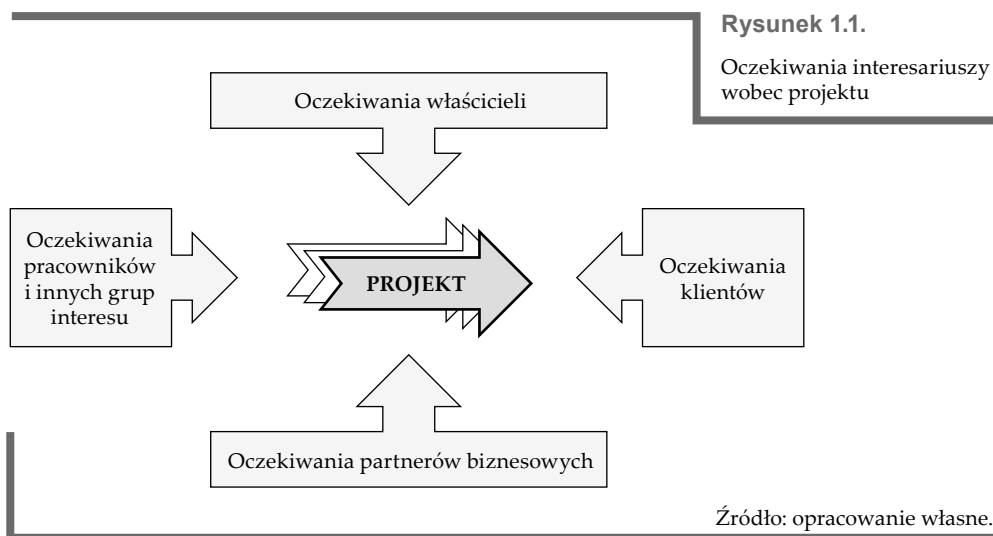 Rysunek 1.1.
Oczekiwania interesariuszy
wobec projektu
Oczekiwania właścicieli
Oczekiwania
pracowników
i innych grup
interesu
PROJEKT
Oczekiwania
klientów
Oczekiwania partnerów biznesowych
Źródło: opracowanie własne.